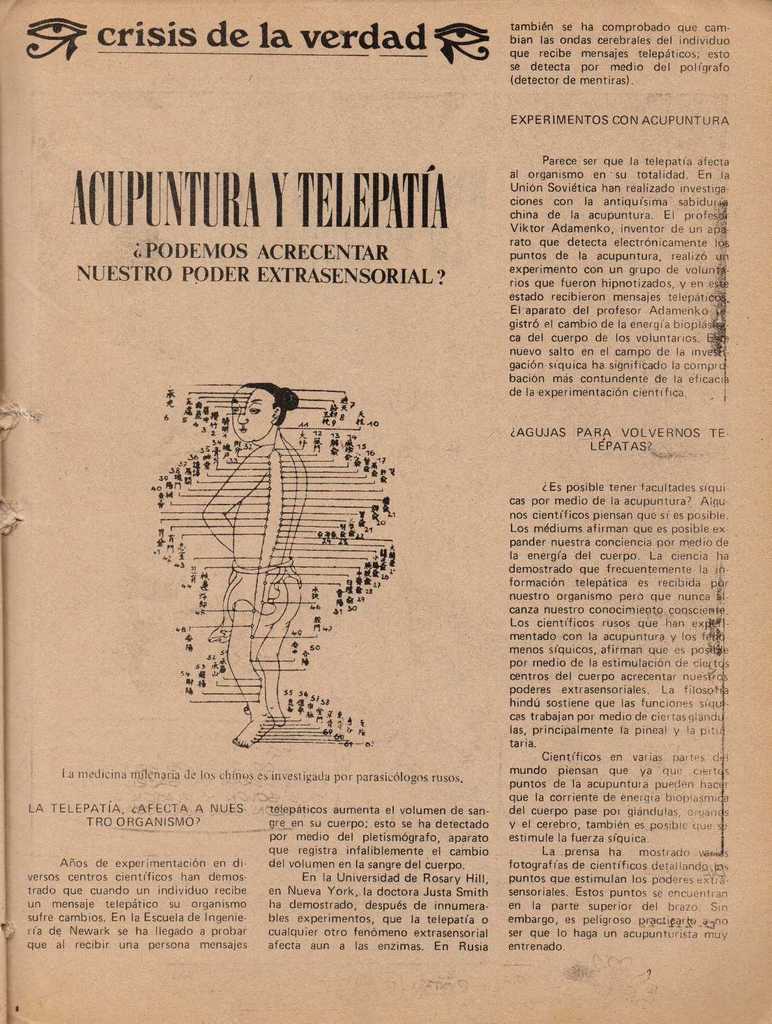 crisis de la verdad
ACUPUNTURA Y TELEPATÍA
¿PODEMOS ACRECENTAR
NUESTRO PODER EXTRASENSORIAL?
La medicina milenaria de los chinos es investigada por parasicólogos rusos.
LA TELEPATÍA, ¿AFECTA A NUES-
TRO ORGANISMO?
Años de experimentación en di-
versos centros científicos han demos-
trado que cuando un individuo recibe
un mensaje telepático su organismo
sufre cambios. En la Escuela de Ingenie-
ría de Newark se ha llegado a probar
que al recibir una persona mensajes
telepáticos aumenta el volumen de san-
gre en su cuerpo; esto se ha detectado
por medio del pletismógrafo, aparato
que registra infaliblemente el cambio
del volumen en la sangre del cuerpo.
En la Universidad de Rosary Hill,
en Nueva York, la doctora Justa Smith
ha demostrado, después de innumera-
bles experimentos, que la telepatía o
cualquier otro fenómeno extrasensorial
afecta aun a las enzimas. En Rusia
también se ha comprobado que cam-
bian las ondas cerebrales del individuo
que recibe mensajes telepáticos; esto
se detecta por medio del polígrafo
(detector de mentiras).
EXPERIMENTOS CON ACUPUNTURA
Parece ser que la telepatía afecta
al organismo en su totalidad. En la
Unión Soviética han realizado investiga-
ciones con la antiquísima sabiduría
china de la acupuntura. El profesor
Viktor Adamenko, inventor de un apa-
rato que detecta electrónicamente los
puntos de la acupuntura, realizó un
experimento con un grupo de volunta-
rios que fueron hipnotizados, y en este
estado recibieron mensajes telepáticos.
El aparato del profesor Adamenko re-
gistró el cambio de la energía bioplásmi-
ca del cuerpo de los voluntarios. Este
nuevo salto en el campo de la investi-
gación síquica ha significado la compro-
bación más contundente de la eficacia
de la experimentación científica.
¿AGUJAS PARA VOLVERNOS TE-
LÉPATAS?
¿Es posible tener facultades síqui-
cas por medio de la acupuntura? Algu-
nos científicos piensan que sí es posible.
Los médiums afirman que es posible ex-
pander nuestra conciencia por medio de
la energía del cuerpo. La ciencia ha
demostrado que frecuentemente la in-
formación telepática es recibida por
nuestro organismo pero que nunca al-
canza nuestro conocimiento consciente.
Los científicos rusos que han experi-
mentado con la acupuntura y los fenó-
menos síquicos, afirman que es posible
por medio de la estimulación de ciertos
centros del cuerpo acrecentar nuestros
poderes extrasensoriales. La filosofía
hindú sostiene que las funciones síqui-
cas trabajan por medio de ciertas glándu-
las, principalmente la pineal y la pitui-
taria.
Científicos en varias partes del
mundo piensan que ya que ciertos
puntos de la acupuntura pueden hacer
que la corriente de energía bioplasmica
del cuerpo pase por glándulas, organos
y el cerebro, también es posible que se
estimule la fuerza síquica.
La prensa ha mostrado varias
fotografías de científicos detallando los
puntos que estimulan los poderes extra-
sensoriales. Estos puntos se encuentran
en la parte superior del brazo. Sin
embargo, es peligroso practicarlo a no
ser que lo haga un acupunturista muy
entrenado.